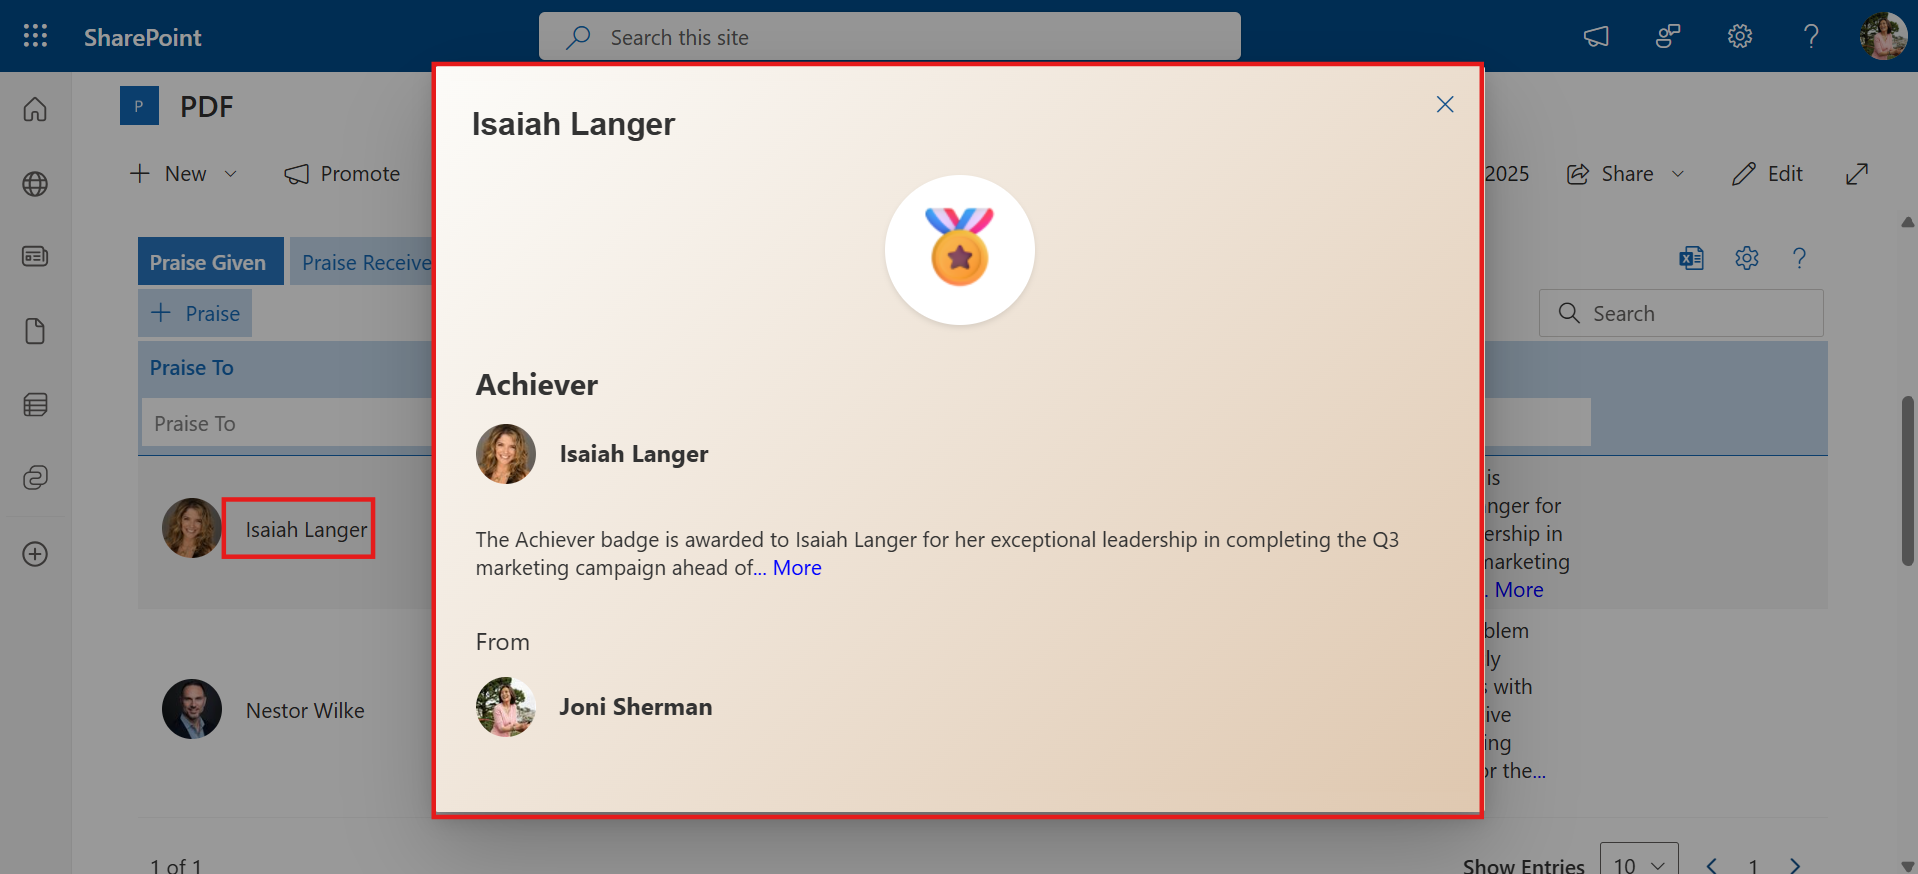 SharePoint
Search this site
P
PDF
New
Promote
2025
Share
Edit
Praise Given
Praise Receive
Praise
Search
Praise To
Praise To
Isaiah Langer
Nestor Wilke
Isaiah Langer
Achiever
Isaiah Langer
The Achiever badge is awarded to Isaiah Langer for her exceptional leadership in completing the Q3
marketing campaign ahead of... More
From
Joni Sherman
is
nger for
ership in
narketing
. More
blem
ly
s with
ive
ing
or the...
1 of 1
Show Entries
10
1